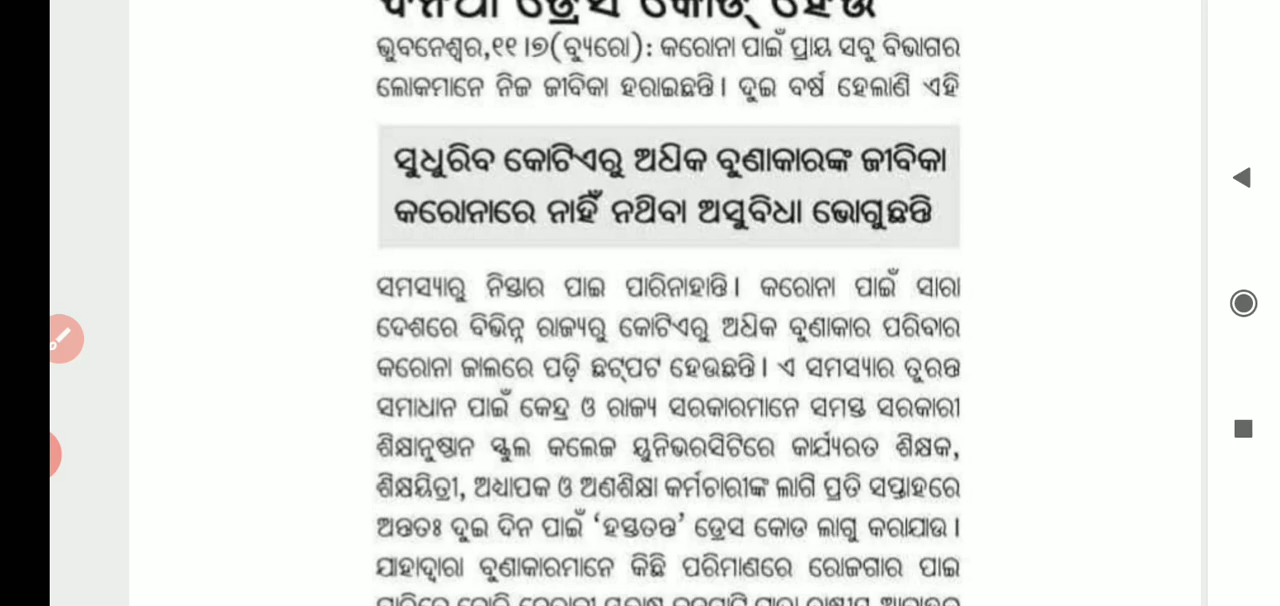 ଡ୍ରେସ କୋଡ୍ ହେଉ
ଭୁବନେଶ୍ୱର,୧୧।୭(ବ୍ୟୁରୋ): କରୋନା ପାଇଁ ପ୍ରାୟ ସବୁ ବିଭାଗର
ଲୋକମାନେ ନିଜ ଜୀବିକା ହରାଇଛନ୍ତି। ଦୁଇ ବର୍ଷ ହେଲାଣି ଏହି
ସୁଧୁରିବ କୋଟିଏରୁ ଅଧିକ ବୁଣାକାରଙ୍କ ଜୀବିକା
କରୋନାରେ ନାହିଁ ନଥିବା ଅସୁବିଧା ଭୋଗୁଛନ୍ତି
ସମସ୍ୟାରୁ ନିସ୍ତାର ପାଇ ପାରିନାହାନ୍ତି। କରୋନା ପାଇଁ ସାରା
ଦେଶରେ ବିଭିନ୍ନ ରାଜ୍ୟରୁ କୋଟିଏରୁ ଅଧିକ ବୁଣାକାର ପରିବାର
କରୋନା ଜାଲରେ ପଡ଼ି ଛଟ୍‌ପଟ ହେଉଛନ୍ତି। ଏ ସମସ୍ୟାର ତୁରନ୍ତ
ସମାଧାନ ପାଇଁ କେନ୍ଦ୍ର ଓ ରାଜ୍ୟ ସରକାରମାନେ ସମସ୍ତ ସରକାରୀ
ଶିକ୍ଷାନୁଷ୍ଠାନ ସ୍କୁଲ କଲେଜ ୟୁନିଭରସିଟିରେ କାର୍ଯ୍ୟରତ ଶିକ୍ଷକ,
ଶିକ୍ଷୟିତ୍ରୀ, ଅଧ୍ୟାପକ ଓ ଅଣଶିକ୍ଷା କର୍ମଚାରୀଙ୍କ ଲାଗି ପ୍ରତି ସପ୍ତାହରେ
ଅନ୍ତତଃ ଦୁଇ ଦିନ ପାଇଁ ‘ହସ୍ତତନ୍ତ’ ଡ୍ରେସ କୋଡ ଲାଗୁ କରାଯାଉ।
ଯାହାଦ୍ୱାରା ବୁଣାକାରମାନେ କିଛି ପରିମାଣରେ ରୋଜଗାର ପାଇ